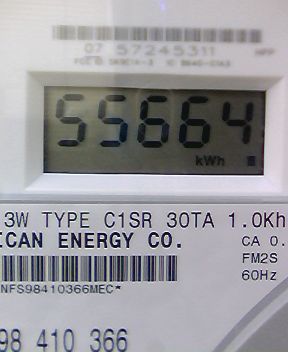 07 57245311
55664
kWh
3W TYPE C1SR 30TA 1.0Kh
ICAN ENERGY CO.
CA 0.
FM2S
60Hz
NFS98410366MEC*
98 410 366